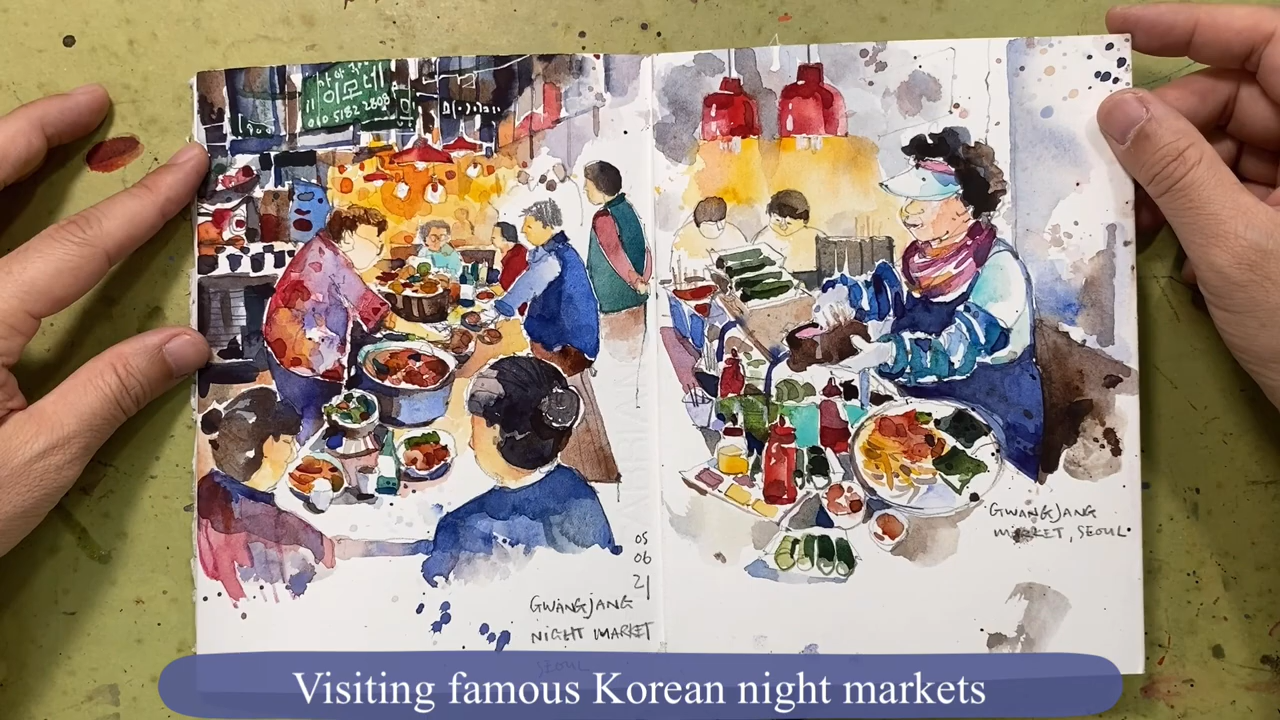 이모네
010 5182 2808
05
06
21
GWANGJANG
NIGHT MARKET
SEOUL
GWANGJANG
MARKET, SEOUL
Visiting famous Korean night markets